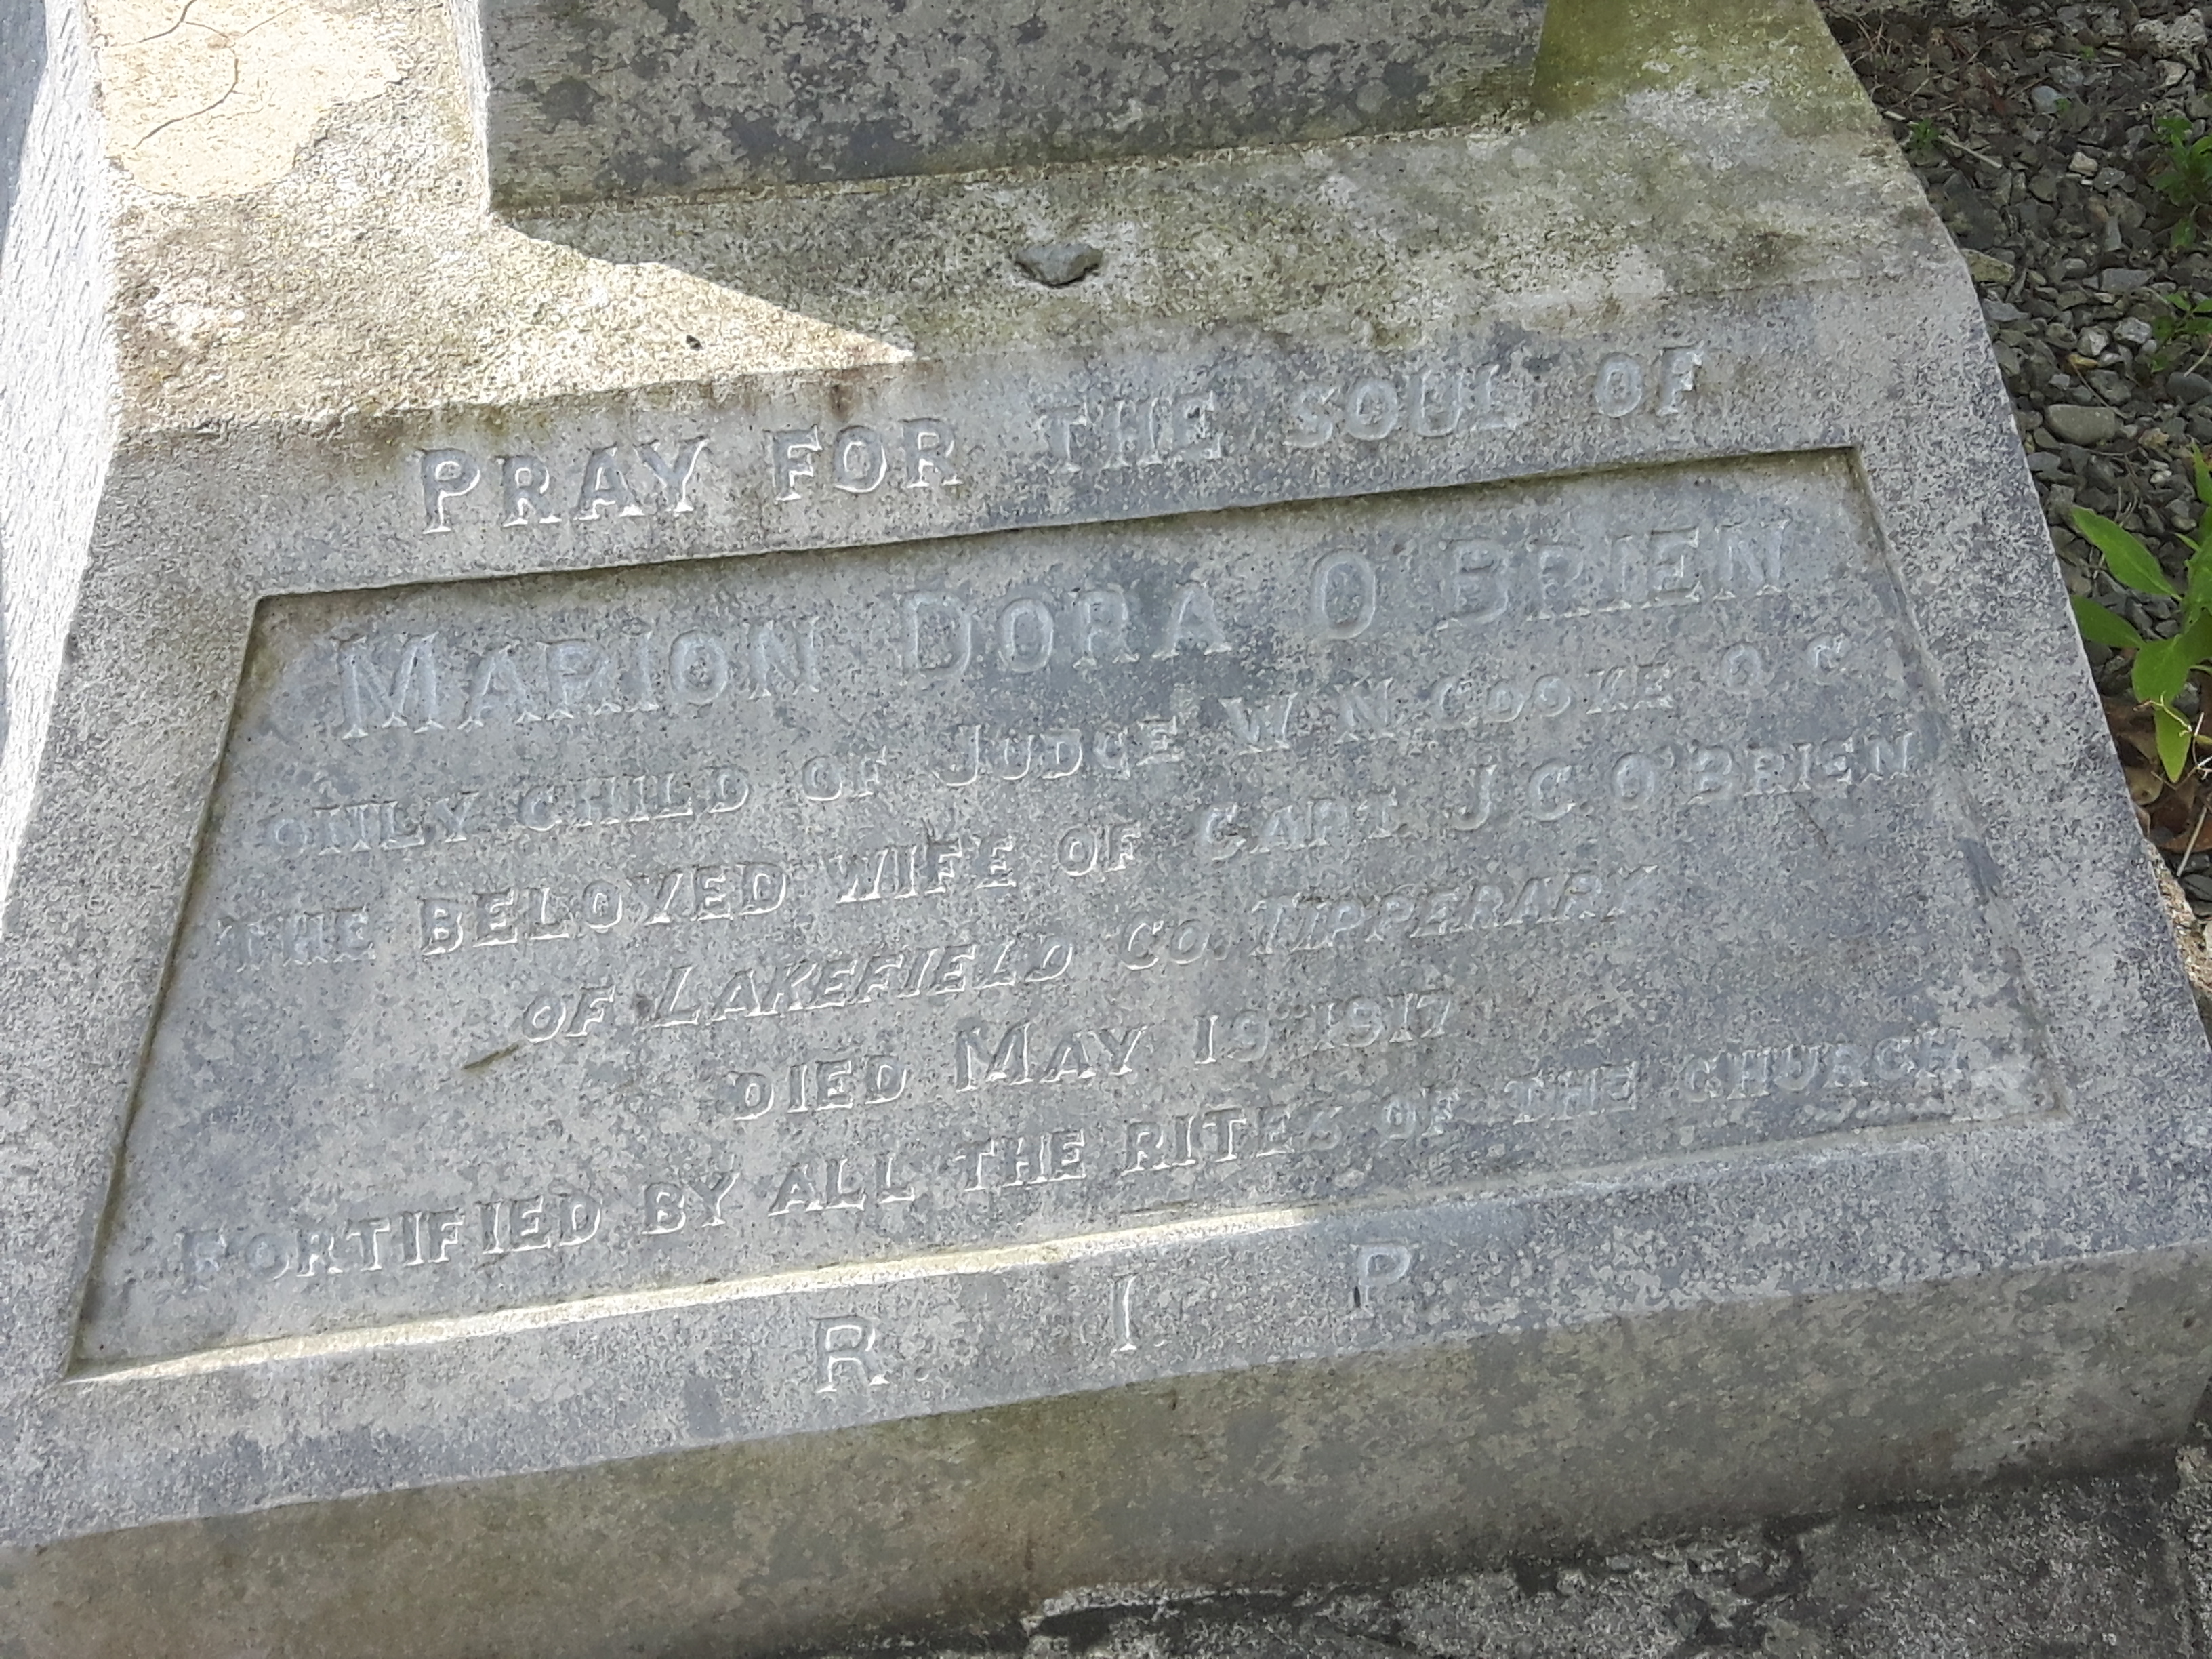 PRAY FOR THE SOUL OF
MARION DORA O'BRIEN
ONLY CHILD OF JUDGE W. N. COOKE Q C
THE BELOVED WIFE OF CAPT. J C O'BRIEN
OF LAKEFIELD CO. TIPPERARY
DIED MAY 19 1917
FORTIFIED BY ALL THE RITES OF THE CHURCH
R. I. P.